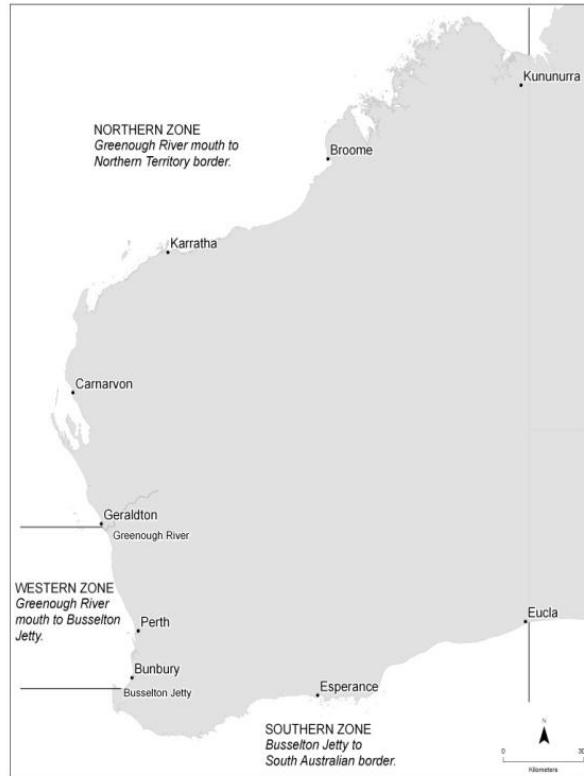 Kununurra
NORTHERN ZONE
Greenough River mouth to
Northern Territory border.
Broome
Karratha
Carnarvon
Geraldton
Greenough River
WESTERN ZONE
Greenough River
mouth to Busselton
Jetty.
Perth
Eucla
Bunbury
Busselton Jetty
Esperance
SOUTHERN ZONE
Busselton Jetty to
South Australian border.
N
0
Kilometers